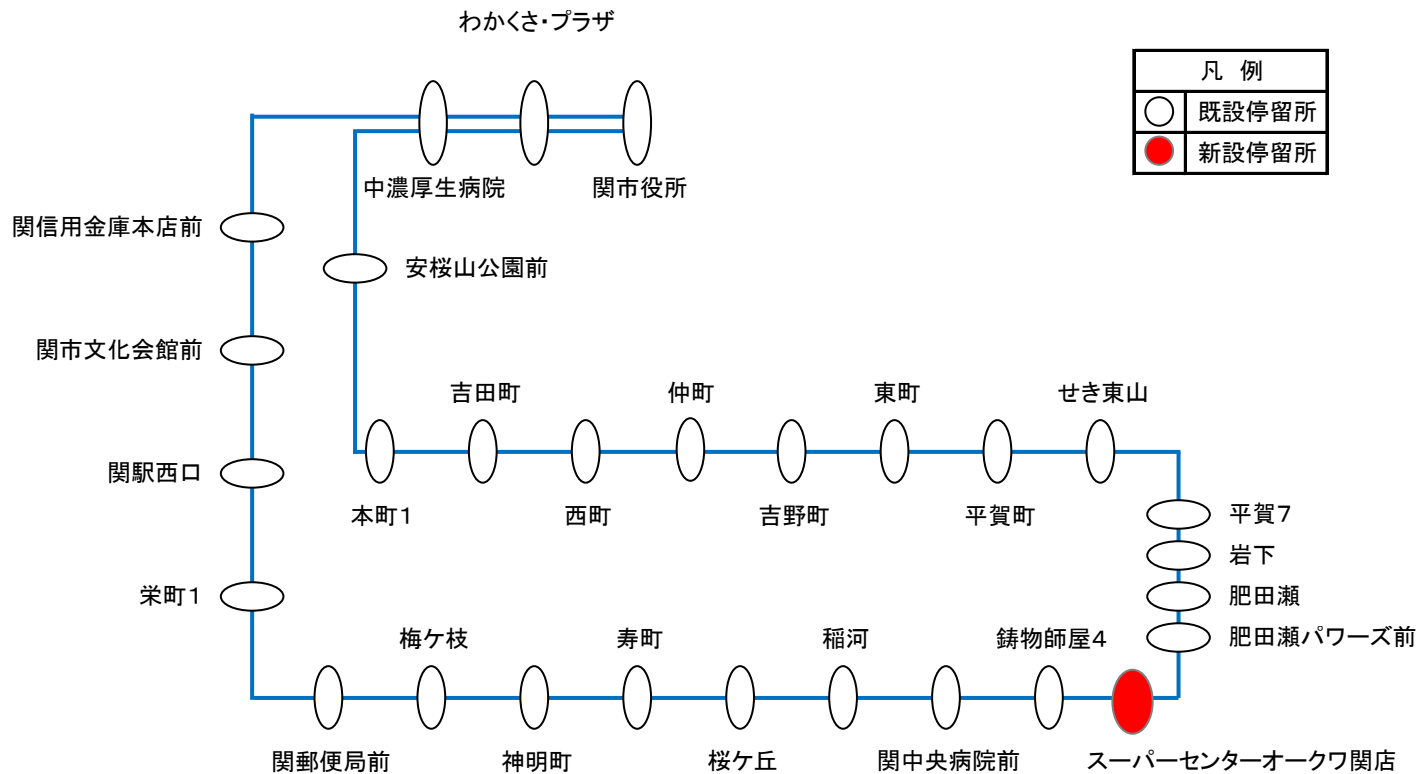 わかくさ・プラザ
凡 例
既設停留所
新設停留所
中濃厚生病院
関市役所
関信用金庫本店前
安桜山公園前
関市文化会館前
吉田町
仲町
東町
せき東山
関駅西口
本町1
西町
吉野町
平賀町
平賀7
岩下
肥田瀬
肥田瀬パワーズ前
栄町1
梅ケ枝
寿町
稲河
鋳物師屋4
関郵便局前
神明町
桜ケ丘
関中央病院前
スーパーセンターオークワ関店